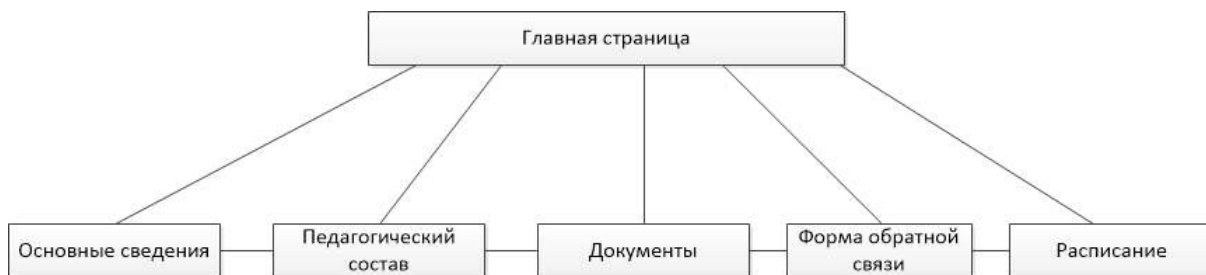 Главная страница
Основные сведения
Педагогический
состав
Документы
Форма обратной
связи
Расписание